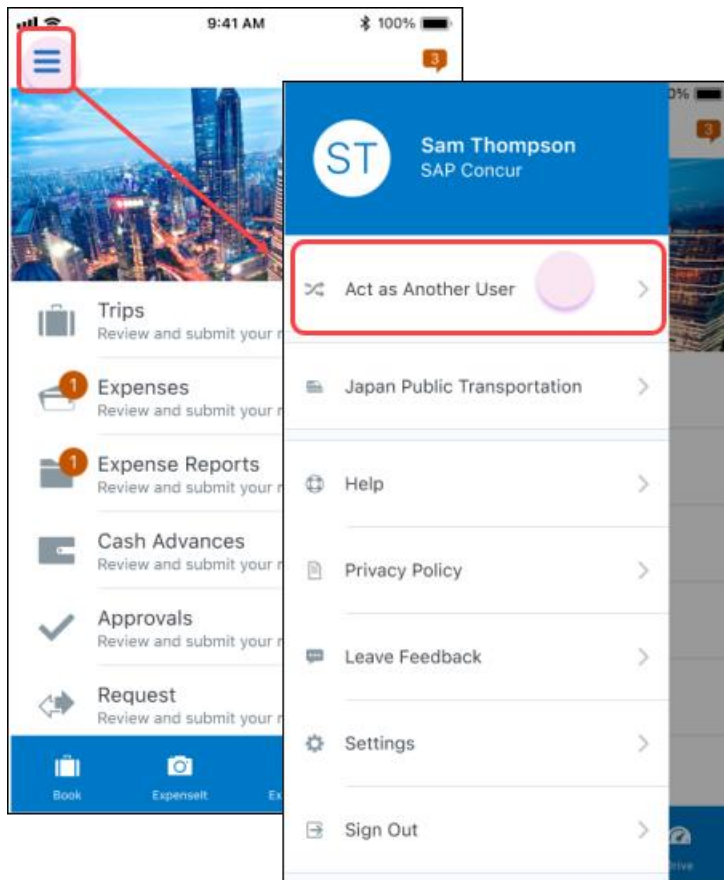 9:41 AM
100%
3
Trips
Review and submit your
Expenses
1
Review and submit your
Expense Reports
1
Review and submit your
Cash Advances
Review and submit your
Approvals
Review and submit your
Request
Review and submit your
Book
ExpenseIt
Ex
0%
3
ST
Sam Thompson
SAP Concur
Act as Another User
Japan Public Transportation
Help
Privacy Policy
Leave Feedback
Settings
Sign Out